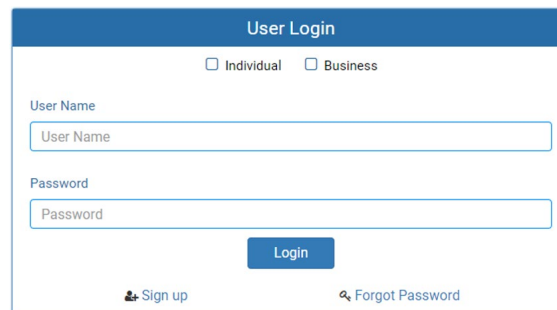 User Login
Individual Business
User Name
User Name
Password
Password
Login
Sign up Forgot Password